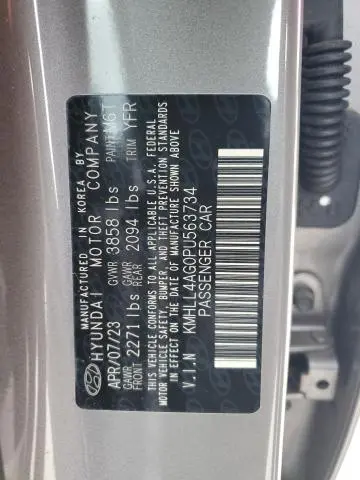 MANUFACTURED IN KOREA BY
HYUNDAI MOTOR COMPANY
APR/07/23 GVWR 3858 lbs PAINT M6T
GAWR FRONT 2271 lbs GAWR REAR 2094 lbs TRIM YFR
THIS VEHICLE CONFORMS TO ALL APPLICABLE U.S.A. FEDERAL
MOTOR VEHICLE SAFETY, BUMPER, AND THEFT PREVENTION STANDARDS
IN EFFECT ON THE DATE OF MANUFACTURE SHOWN ABOVE
V.I.N KMHLL4AG0PU563734
PASSENGER CAR